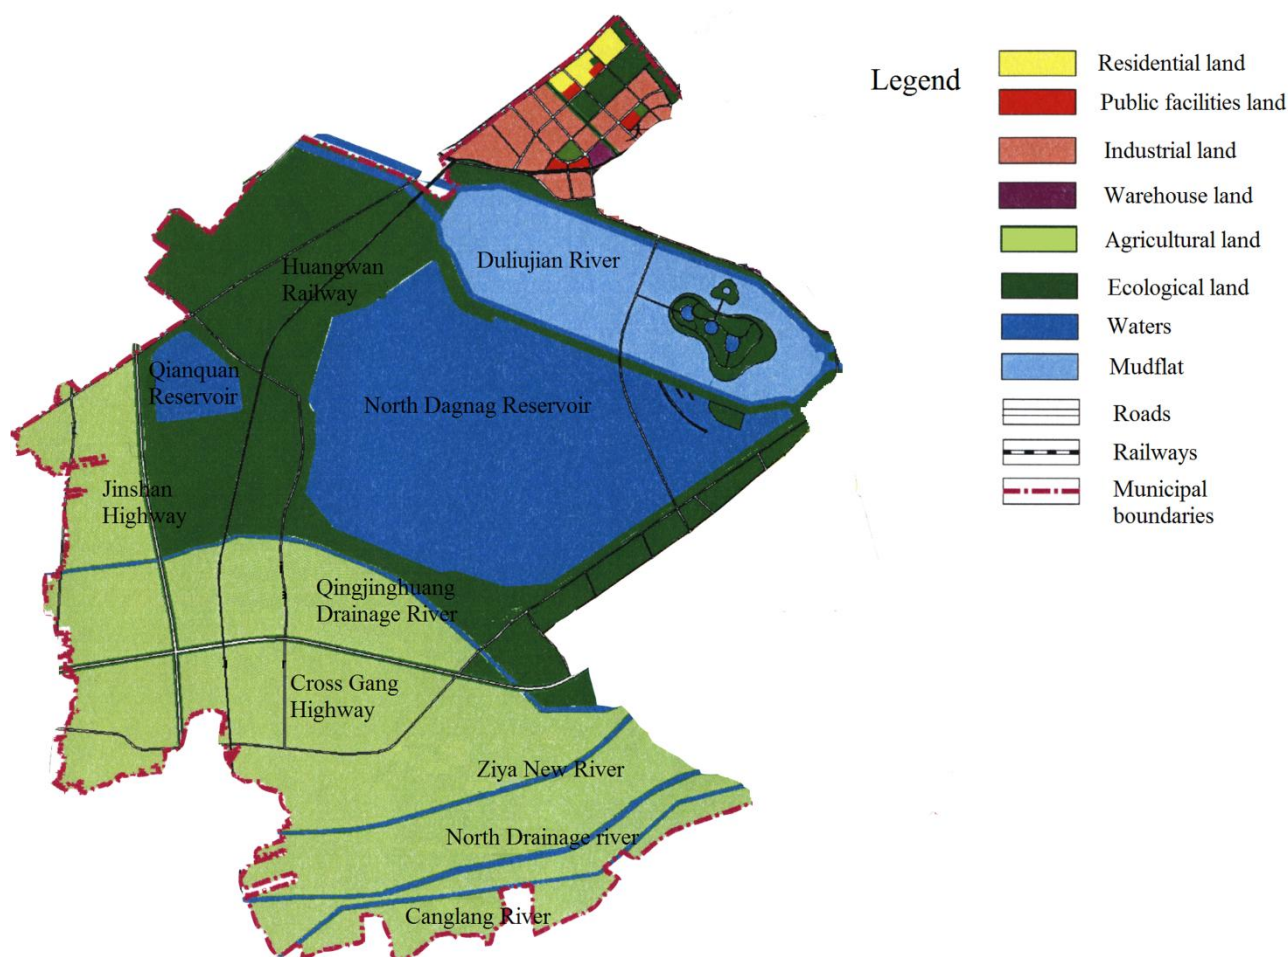 Legend
Residential land
Public facilities land
Industrial land
Warehouse land
Agricultural land
Ecological land
Waters
Mudflat
Roads
Railways
Municipal
boundaries
Duliujian River
Huangwan
Railway
Qianquan
Reservoir
North Dagnag Reservoir
Jinshan
Highway
Qingjinghuang
Drainage River
Cross Gang
Highway
Ziya New River
North Drainage river
Canglang River